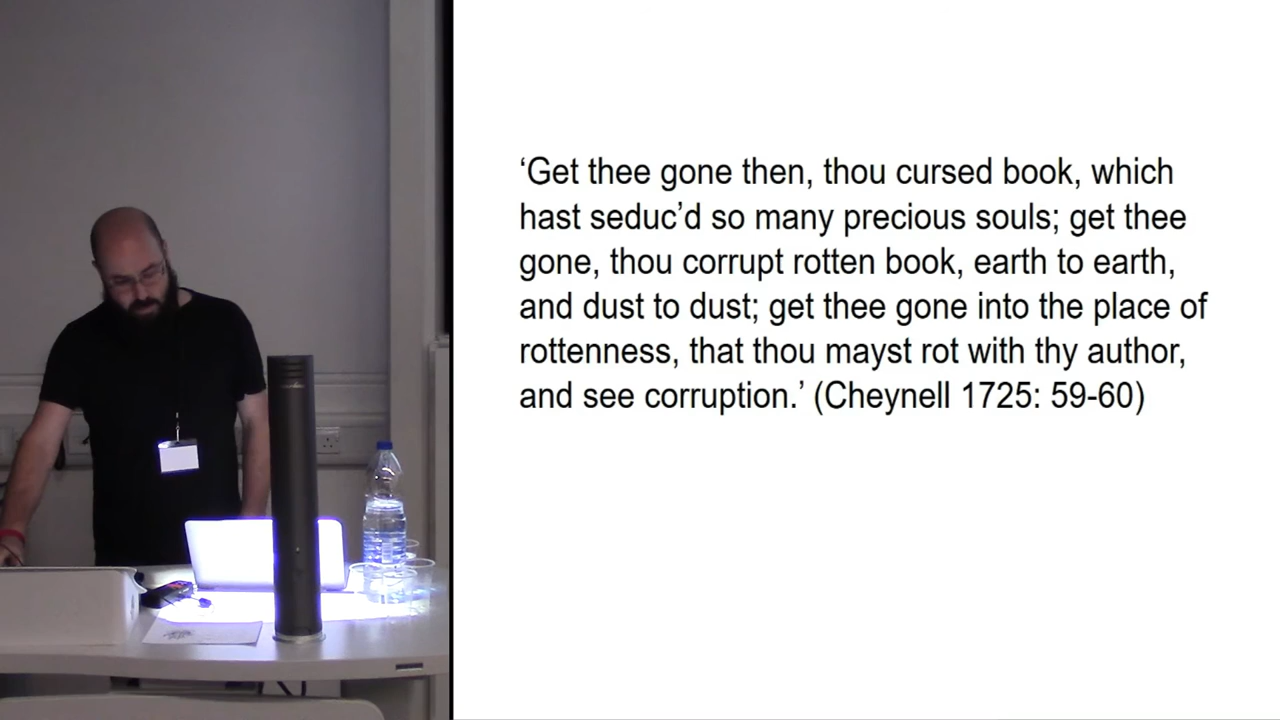 ‘Get thee gone then, thou cursed book, which
hast seduc’d so many precious souls; get thee
gone, thou corrupt rotten book, earth to earth,
and dust to dust; get thee gone into the place of
rottenness, that thou mayst rot with thy author,
and see corruption.’ (Cheynell 1725: 59-60)